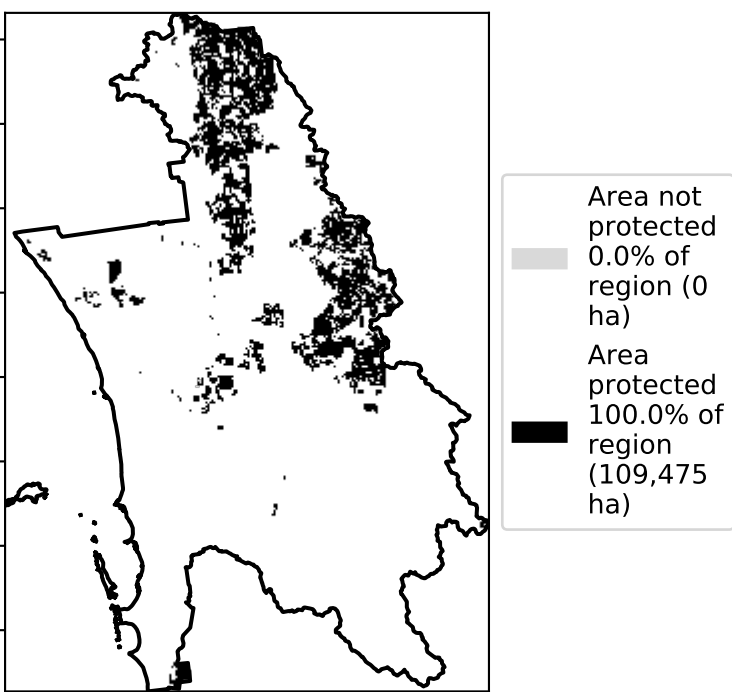 Area not
protected
0.0% of
region (0
ha)
Area
protected
100.0% of
region
(109,475
ha)